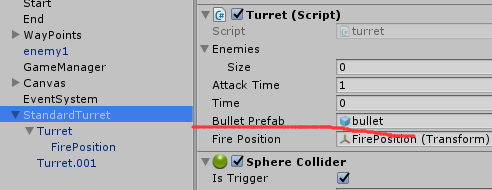 Start
End
WayPoints
enemy1
GameManager
Canvas
EventSystem
StandardTurret
Turret
FirePosition
Turret.001
Turret (Script)
Script turret
Enemies
Size 0
Attack Time 1
Time 0
Bullet Prefab bullet
Fire Position FirePosition (Transform)
Sphere Collider
Is Trigger